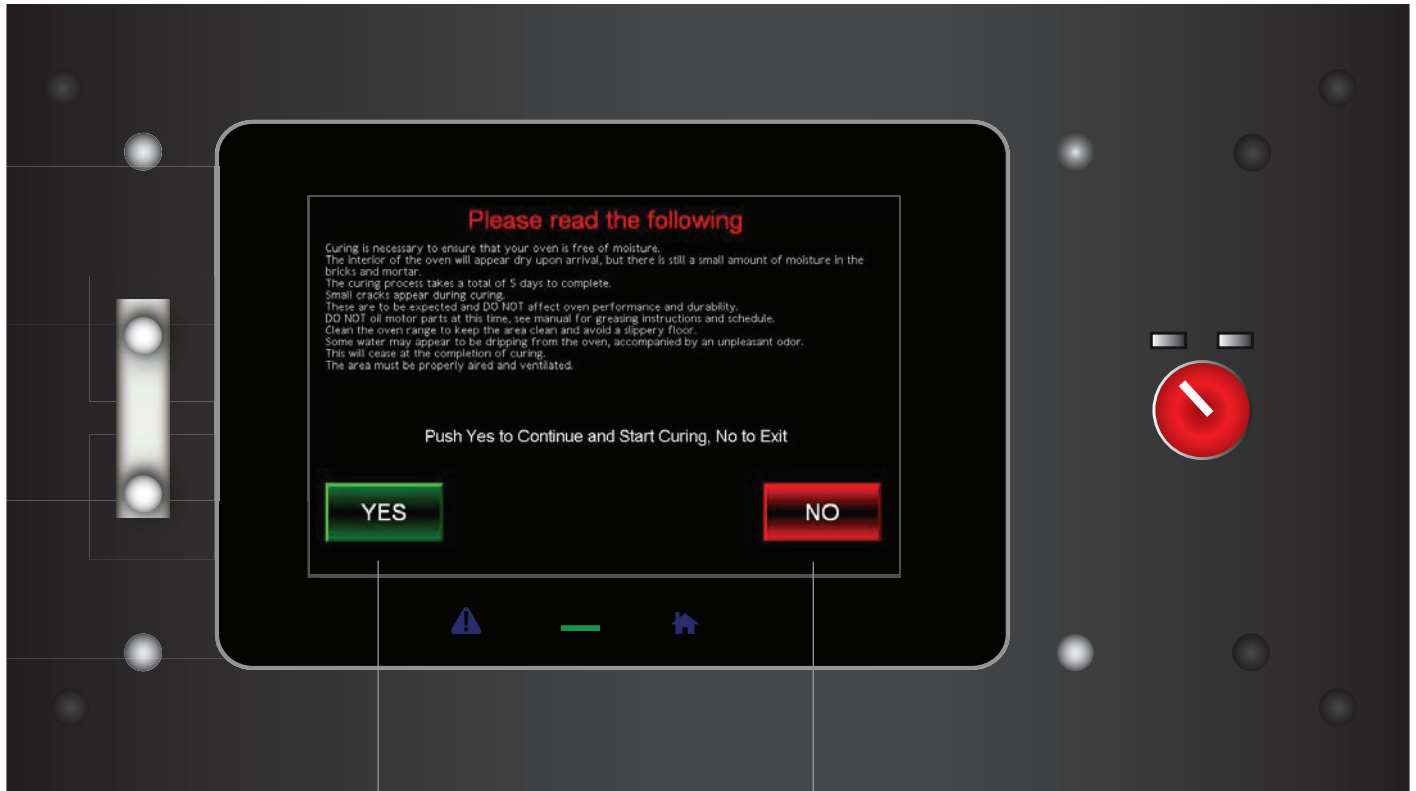 Please read the following
Curing is necessary to ensure that your oven is free of moisture.
The interior of the oven will appear dry upon arrival, but there is still a small amount of moisture in the
bricks and mortar.
The curing process takes a total of 5 days to complete.
Small cracks appear during curing.
These are to be expected and DO NOT affect oven performance and durability.
DO NOT oil motor parts at this time, see manual for greasing instructions and schedule.
Clean the oven range to keep the area clean and avoid a slippery floor.
Some water may appear to be dripping from the oven, accompanied by an unpleasant odor.
This will cease at the completion of curing.
The area must be properly aired and ventilated.
Push Yes to Continue and Start Curing, No to Exit
YES NO